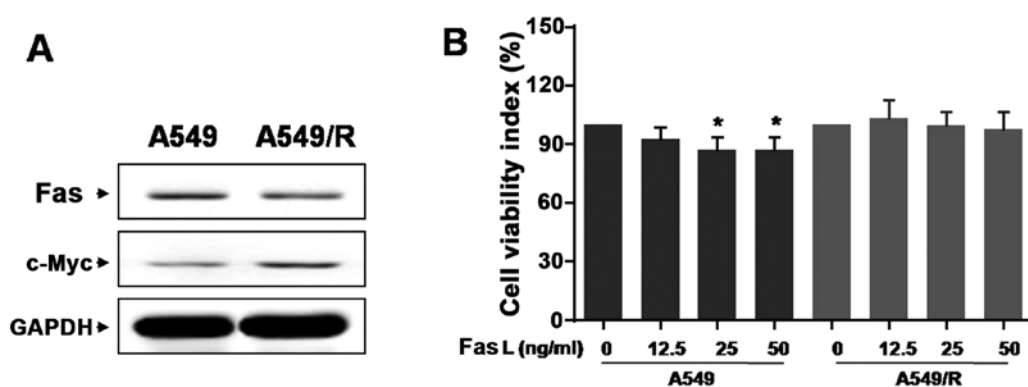 A
A549 A549/R
Fas
c-Myc
GAPDH
B
Cell viability index (%)
150
120
90
60
30
0
* *
Fas L (ng/ml) 0 12.5 25 50 0 12.5 25 50
A549 A549/R